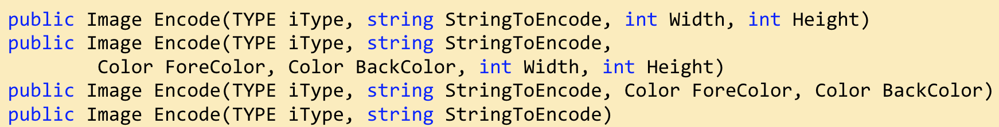 public Image Encode(TYPE iType, string StringToEncode, int Width, int Height)
public Image Encode(TYPE iType, string StringToEncode,
Color ForeColor, Color BackColor, int Width, int Height)
public Image Encode(TYPE iType, string StringToEncode, Color ForeColor, Color BackColor)
public Image Encode(TYPE iType, string StringToEncode)